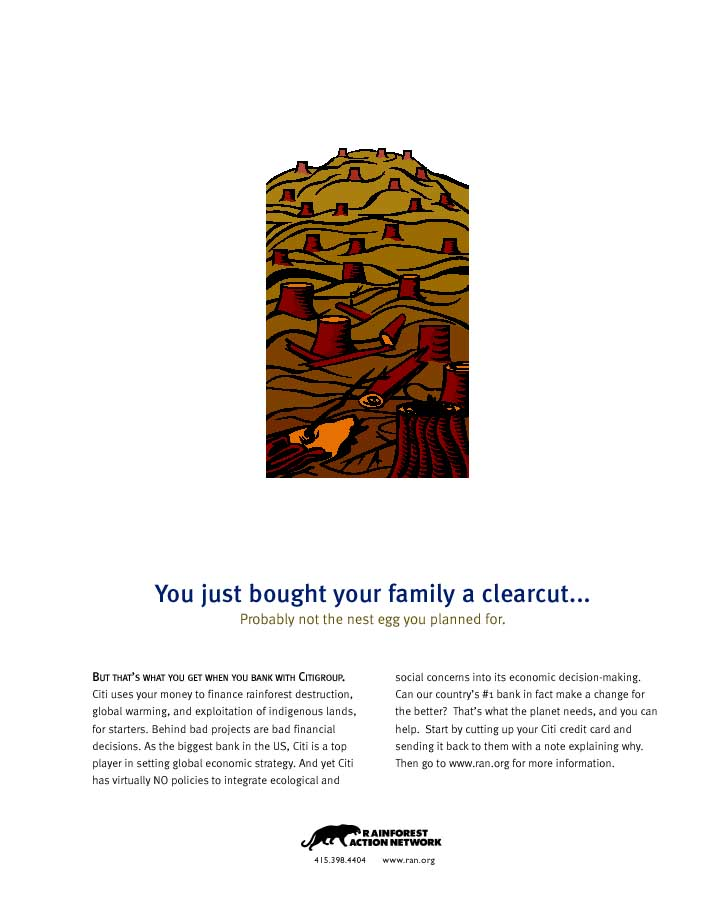 You just bought your family a clearcut...
Probably not the nest egg you planned for.
But that's what you get when you bank with Citigroup.
Citi uses your money to finance rainforest destruction,
global warming, and exploitation of indigenous lands,
for starters. Behind bad projects are bad financial
decisions. As the biggest bank in the US, Citi is a top
player in setting global economic strategy. And yet Citi
has virtually NO policies to integrate ecological and
social concerns into its economic decision-making.
Can our country's #1 bank in fact make a change for
the better?  That's what the planet needs, and you can
help.  Start by cutting up your Citi credit card and
sending it back to them with a note explaining why.
Then go to www.ran.org for more information.
RAINFOREST
ACTION NETWORK
415.398.4404 www.ran.org